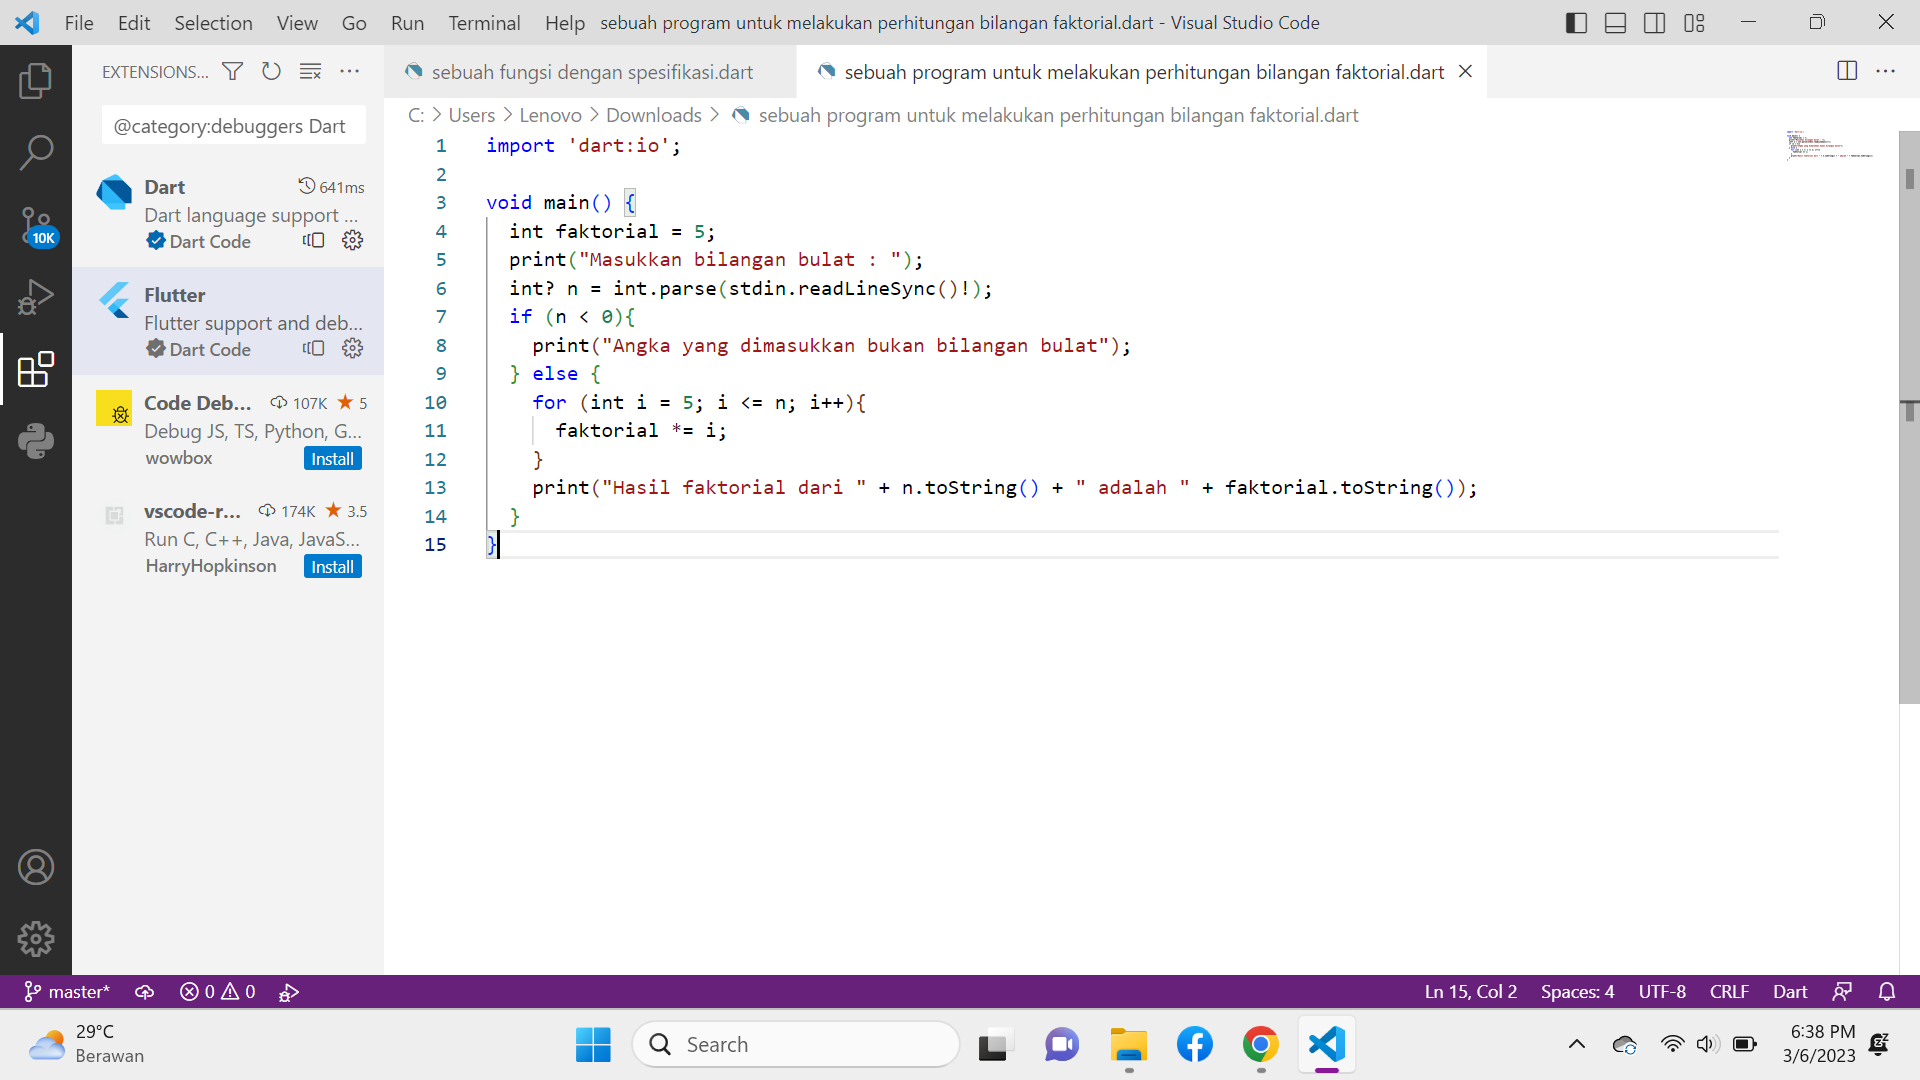 File Edit Selection View Go Run Terminal Help sebuah program untuk melakukan perhitungan bilangan faktorial.dart - Visual Studio Code
EXTENSIONS...
sebuah fungsi dengan spesifikasi.dart
sebuah program untuk melakukan perhitungan bilangan faktorial.dart
@category:debuggers Dart
C: > Users > Lenovo > Downloads > sebuah program untuk melakukan perhitungan bilangan faktorial.dart
Dart 641ms
Dart language support ...
Dart Code
10K
Flutter
Flutter support and deb...
Dart Code
Code Deb... 107K 5
Debug JS, TS, Python, G...
wowbox Install
vscode-r... 174K 3.5
Run C, C++, Java, JavaS...
HarryHopkinson Install
1 import 'dart:io';
2
3 void main() {
4 int faktorial = 5;
5 print("Masukkan bilangan bulat : ");
6 int? n = int.parse(stdin.readLineSync()!);
7 if (n < 0){
8 print("Angka yang dimasukkan bukan bilangan bulat");
9 } else {
10 for (int i = 5; i <= n; i++){
11 faktorial *= i;
12 }
13 print("Hasil faktorial dari " + n.toString() + " adalah " + faktorial.toString());
14 }
15 }
master* 0 0 Ln 15, Col 2 Spaces: 4 UTF-8 CRLF Dart
29°C
Berawan
Search
6:38 PM
3/6/2023